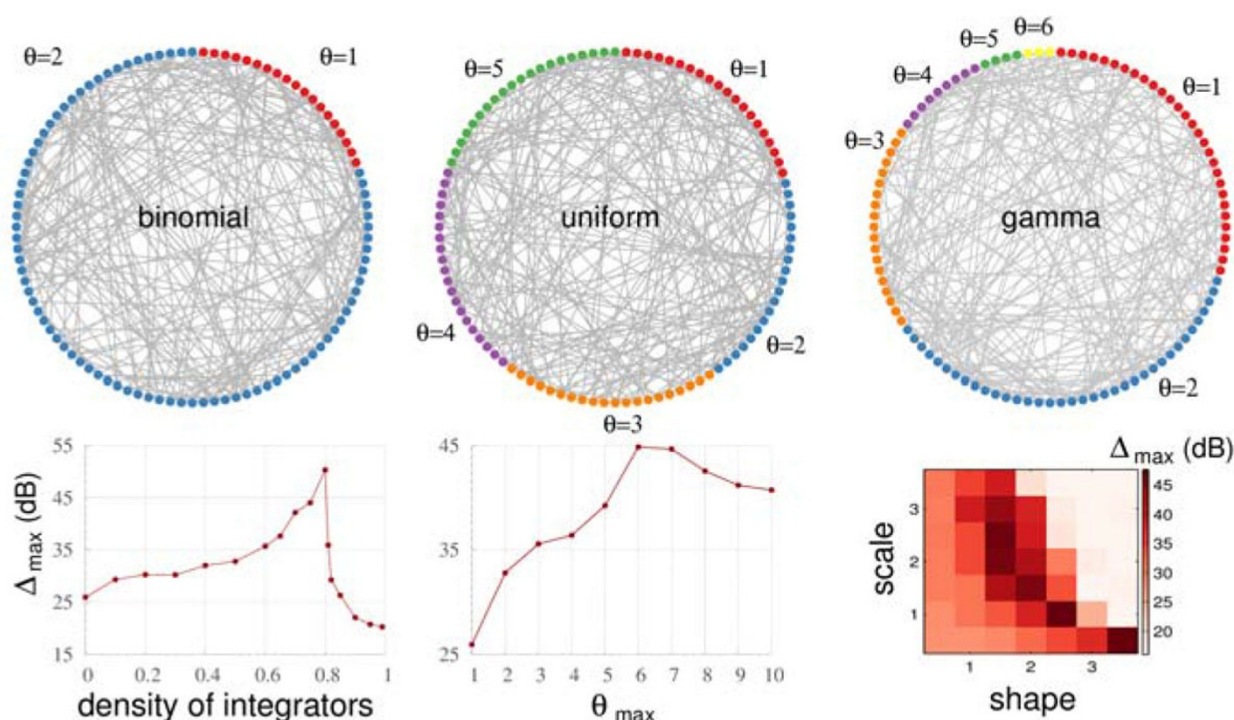 θ=2
θ=1
binomial
θ=5
θ=1
uniform
θ=4
θ=2
θ=3
θ=6
θ=5
θ=4
θ=1
θ=3
gamma
θ=2
Δmax (dB)
55
45
35
25
15
0 0.2 0.4 0.6 0.8 1
density of integrators
45
35
25
1 2 3 4 5 6 7 8 9 10
θmax
Δmax (dB)
scale
3
2
1
1 2 3
shape
45
40
35
30
25
20